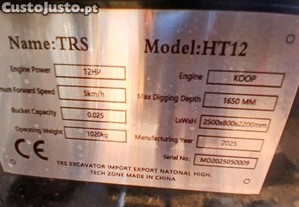 CustoJusto.pt
Name:TRS Model:HT12
Engine Power 12HP Engine KOOP
mum Forward Speed 5km/h Max Digging Depth 1650 MM
Bucket Capacity 0.025 LxWxH 2500x800x2200mm
Operating Weight 1020kg Manufacturing Year 2025
Serial No.: MD2025050009
CE
TRS EXCAVATOR IMPORT EXPORT NATONAL HIGH.
TECH ZONE MADE IN CHINA